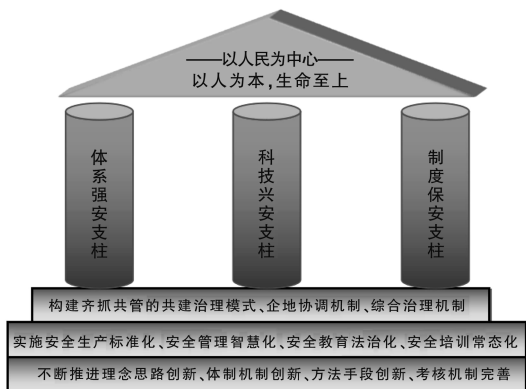 ——以人民为中心——
以人为本,生命至上
体系强安支柱
科技兴安支柱
制度保安支柱
构建齐抓共管的共建治理模式、企地协调机制、综合治理机制
实施安全生产标准化、安全管理智慧化、安全教育法治化、安全培训常态化
不断推进理念思路创新、体制机制创新、方法手段创新、考核机制完善